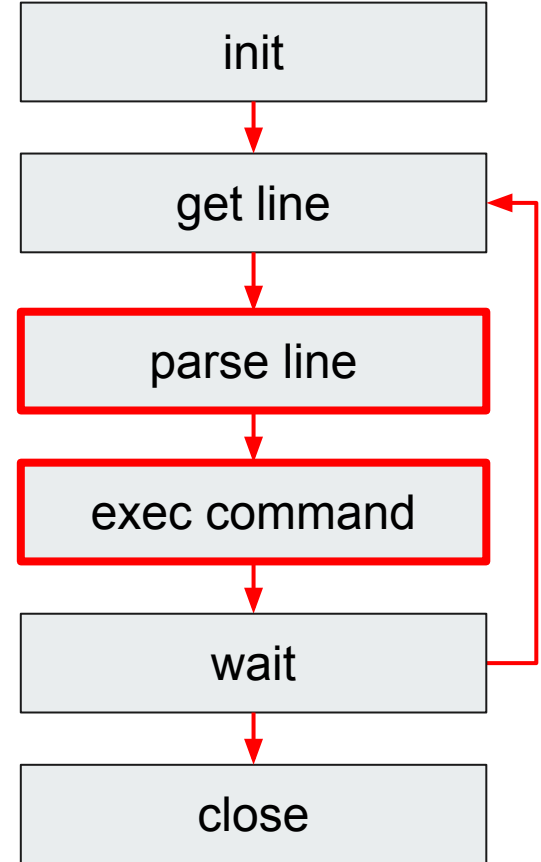 init
get line
parse line
exec command
wait
close